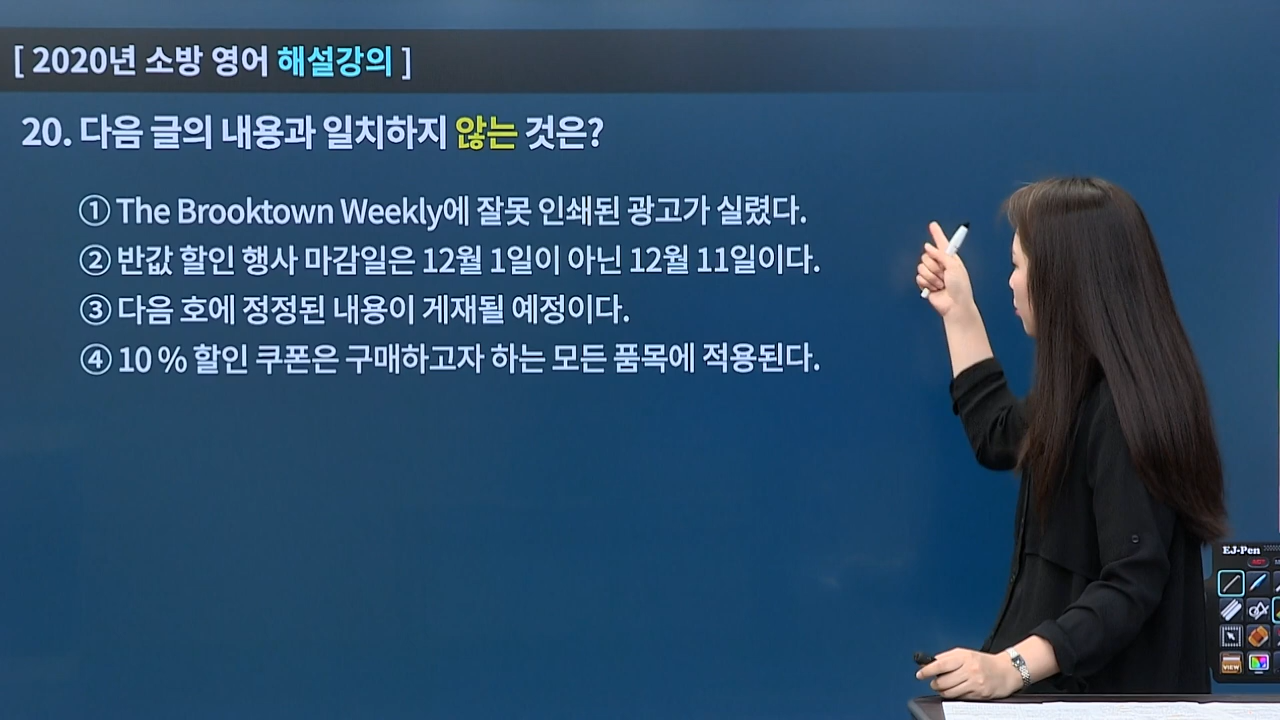 [ 2020년 소방 영어 해설강의 ]
20. 다음 글의 내용과 일치하지 않는 것은?
① The Brooktown Weekly에 잘못 인쇄된 광고가 실렸다.
② 반값 할인 행사 마감일은 12월 1일이 아닌 12월 11일이다.
③ 다음 호에 정정된 내용이 게재될 예정이다.
④ 10 % 할인 쿠폰은 구매하고자 하는 모든 품목에 적용된다.
EJ-Pen
VIEW